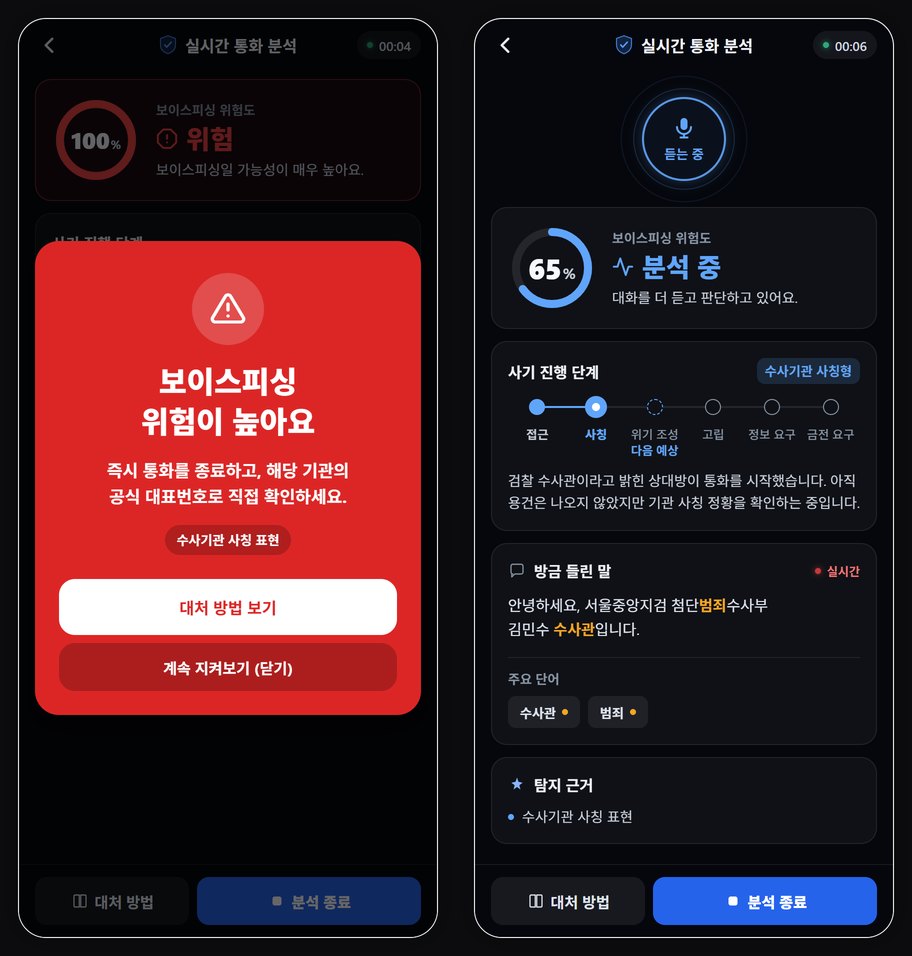 실시간 통화 분석
00:04
100%
보이스피싱 위험도
위험
보이스피싱일 가능성이 매우 높아요.
보이스피싱
위험이 높아요
즉시 통화를 종료하고, 해당 기관의
공식 대표번호로 직접 확인하세요.
수사기관 사칭 표현
대처 방법 보기
계속 지켜보기 (닫기)
대처 방법
분석 종료
실시간 통화 분석
00:06
듣는 중
65%
보이스피싱 위험도
분석 중
대화를 더 듣고 판단하고 있어요.
사기 진행 단계
수사기관 사칭형
접근
사칭
위기 조성
다음 예상
고립
정보 요구
금전 요구
검찰 수사관이라고 밝힌 상대방이 통화를 시작했습니다. 아직
용건은 나오지 않았지만 기관 사칭 정황을 확인하는 중입니다.
방금 들린 말
실시간
안녕하세요, 서울중앙지검 첨단범죄수사부
김민수 수사관입니다.
주요 단어
수사관
범죄
탐지 근거
수사기관 사칭 표현
대처 방법
분석 종료